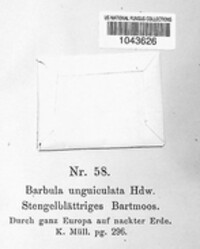 US NATIONAL FUNGUS COLLECTIONS
1043626
Nr. 58.
Barbula unguiculata Hdw.
Stengelblättriges Bartmoos.
Durch ganz Europa auf nackter Erde.
K. Müll. pg. 296.